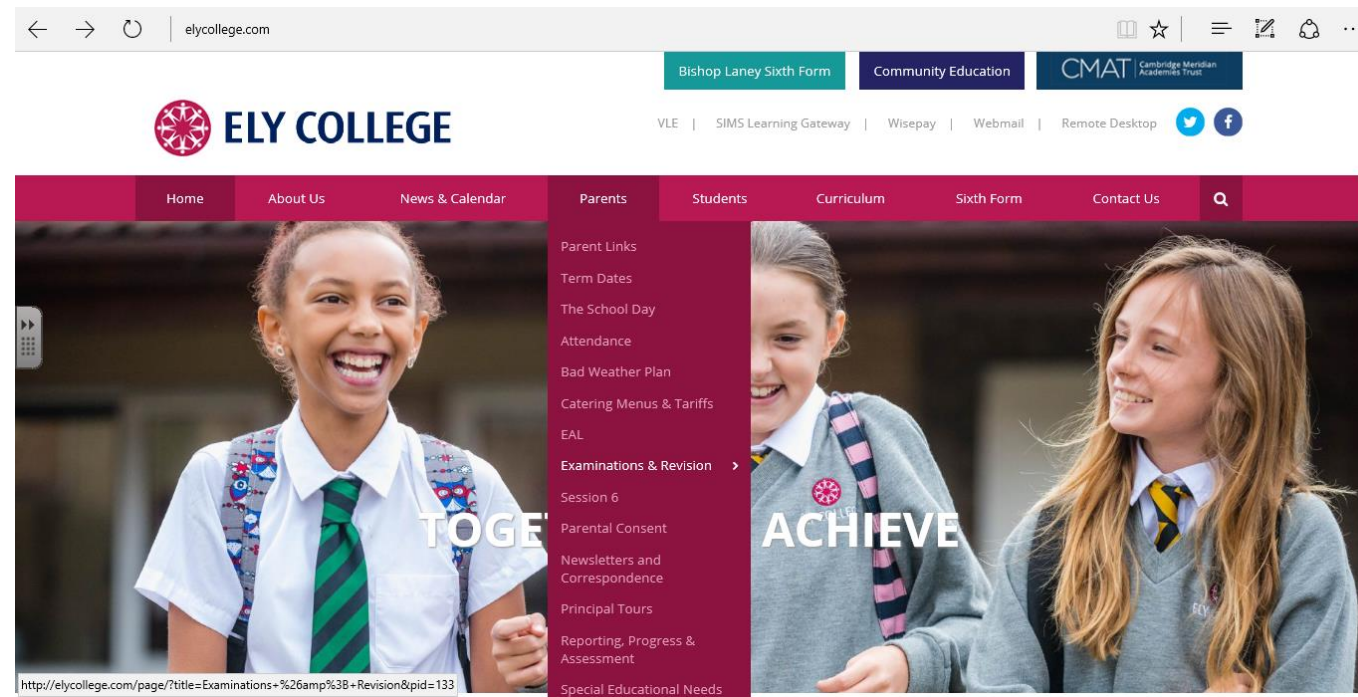 elycollege.com
Bishop Laney Sixth Form
Community Education
CMAT Cambridge Meridian
Academies Trust
ELY COLLEGE
VLE | SIMS Learning Gateway | Wisepay | Webmail | Remote Desktop
Home
About Us
News & Calendar
Parents
Students
Curriculum
Sixth Form
Contact Us
Parent Links
Term Dates
The School Day
Attendance
Bad Weather Plan
Catering Menus & Tariffs
EAL
Examinations & Revision
Session 6
Parental Consent
Newsletters and
Correspondence
Principal Tours
Reporting, Progress &
Assessment
Special Educational Needs
TOGE ACHIEVE
http://elycollege.com/page/?title=Examinations+%26amp%3B+Revision&pid=133